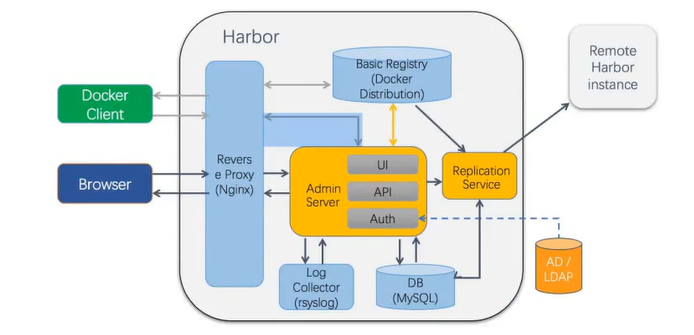 Harbor
Basic Registry
(Docker
Distribution)
Remote
Harbor
instance
Docker
Client
Revers
e Proxy
(Nginx)
Browser
UI
Admin
Server
API
Auth
Replication
Service
Log
Collector
(rsyslog)
DB
(MySQL)
AD /
LDAP